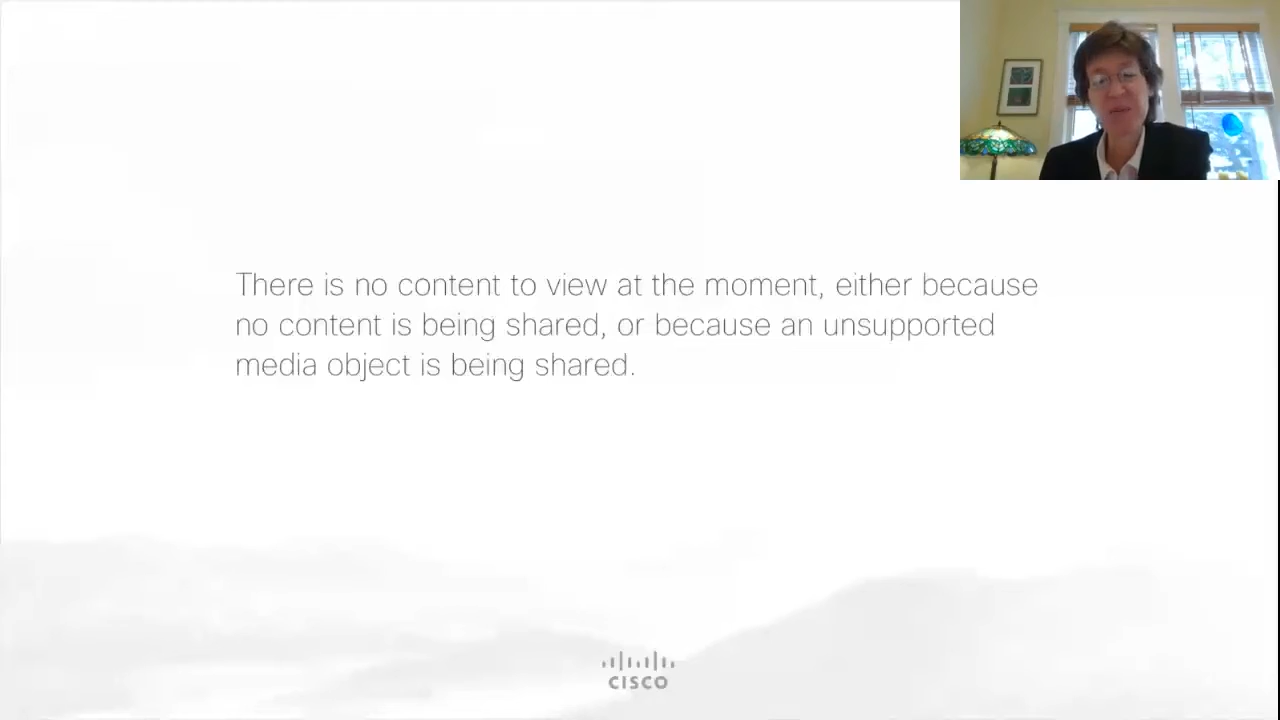 There is no content to view at the moment, either because
no content is being shared, or because an unsupported
media object is being shared.
CISCO